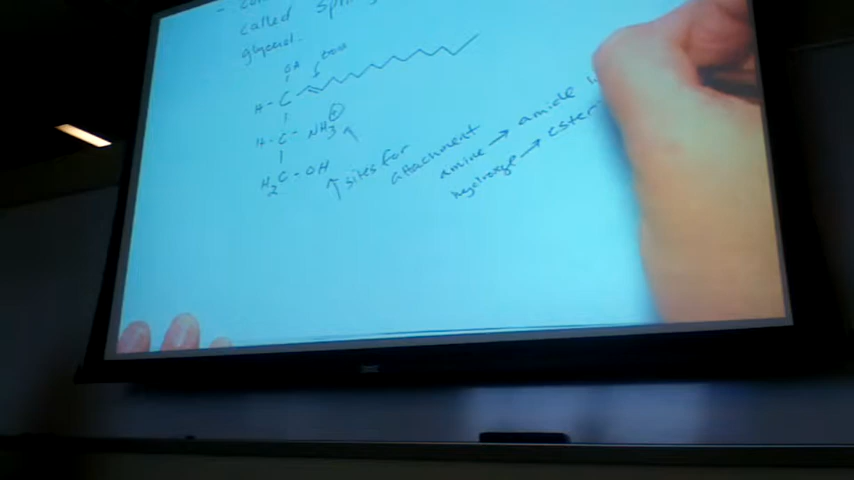 called
glycerol.
OH trans
H - C
H - C - NH3 +
H2C - OH ↑ sites for
attachment
amine → amide
hydroxyl → ester